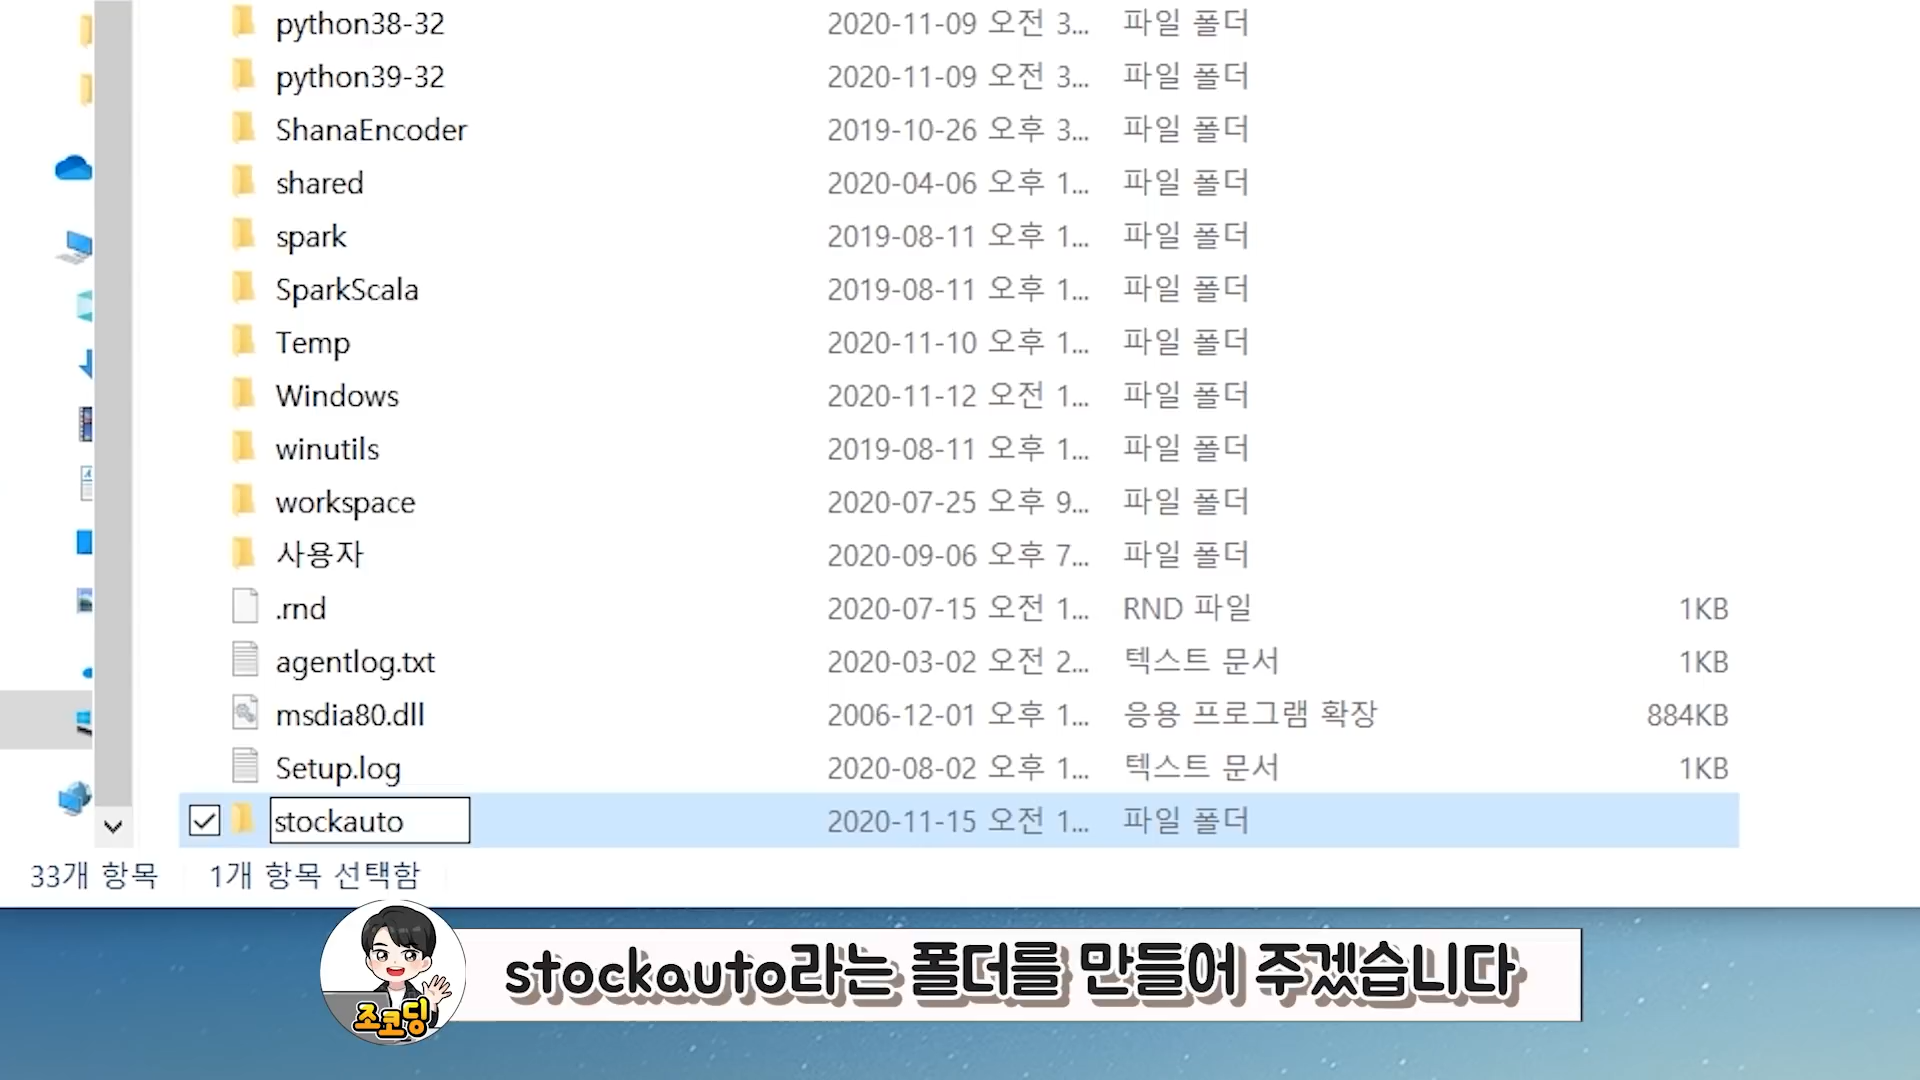 python38-32 2020-11-09 오전 3... 파일 폴더
python39-32 2020-11-09 오전 3... 파일 폴더
ShanaEncoder 2019-10-26 오후 3... 파일 폴더
shared 2020-04-06 오후 1... 파일 폴더
spark 2019-08-11 오후 1... 파일 폴더
SparkScala 2019-08-11 오후 1... 파일 폴더
Temp 2020-11-10 오후 1... 파일 폴더
Windows 2020-11-12 오전 1... 파일 폴더
winutils 2019-08-11 오후 1... 파일 폴더
workspace 2020-07-25 오후 9... 파일 폴더
사용자 2020-09-06 오후 7... 파일 폴더
.rnd 2020-07-15 오전 1... RND 파일 1KB
agentlog.txt 2020-03-02 오전 2... 텍스트 문서 1KB
msdia80.dll 2006-12-01 오후 1... 응용 프로그램 확장 884KB
Setup.log 2020-08-02 오후 1... 텍스트 문서 1KB
stockauto 2020-11-15 오전 1... 파일 폴더
33개 항목 1개 항목 선택함
stockauto라는 폴더를 만들어 주겠습니다
조코딩